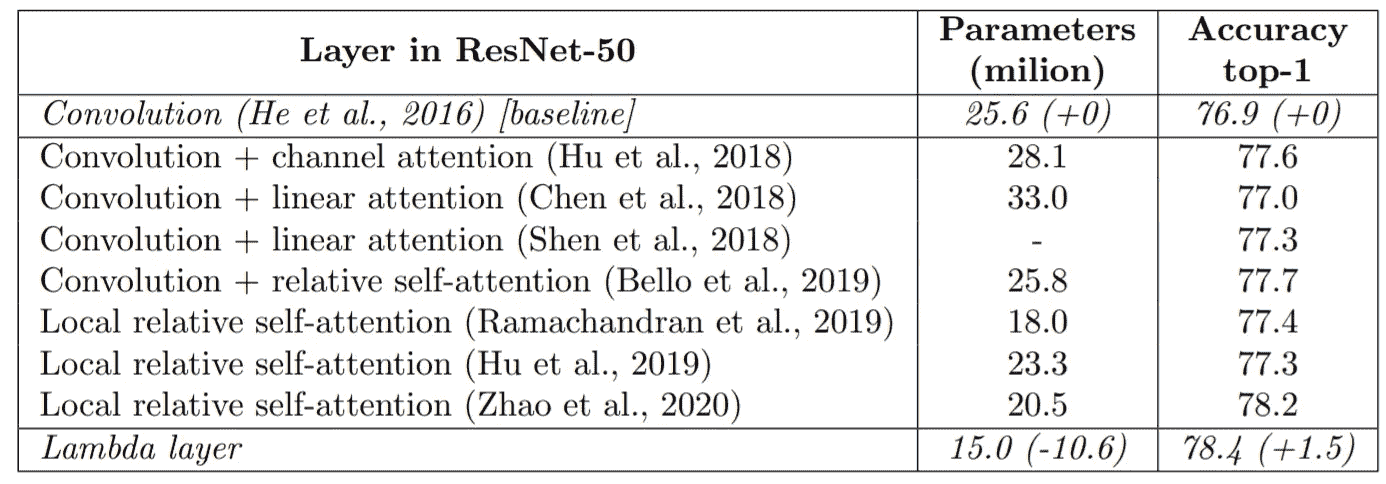 Layer in ResNet-50 Parameters (milion) Accuracy top-1
Convolution (He et al., 2016) [baseline] 25.6 (+0) 76.9 (+0)
Convolution + channel attention (Hu et al., 2018) 28.1 77.6
Convolution + linear attention (Chen et al., 2018) 33.0 77.0
Convolution + linear attention (Shen et al., 2018) - 77.3
Convolution + relative self-attention (Bello et al., 2019) 25.8 77.7
Local relative self-attention (Ramachandran et al., 2019) 18.0 77.4
Local relative self-attention (Hu et al., 2019) 23.3 77.3
Local relative self-attention (Zhao et al., 2020) 20.5 78.2
Lambda layer 15.0 (-10.6) 78.4 (+1.5)